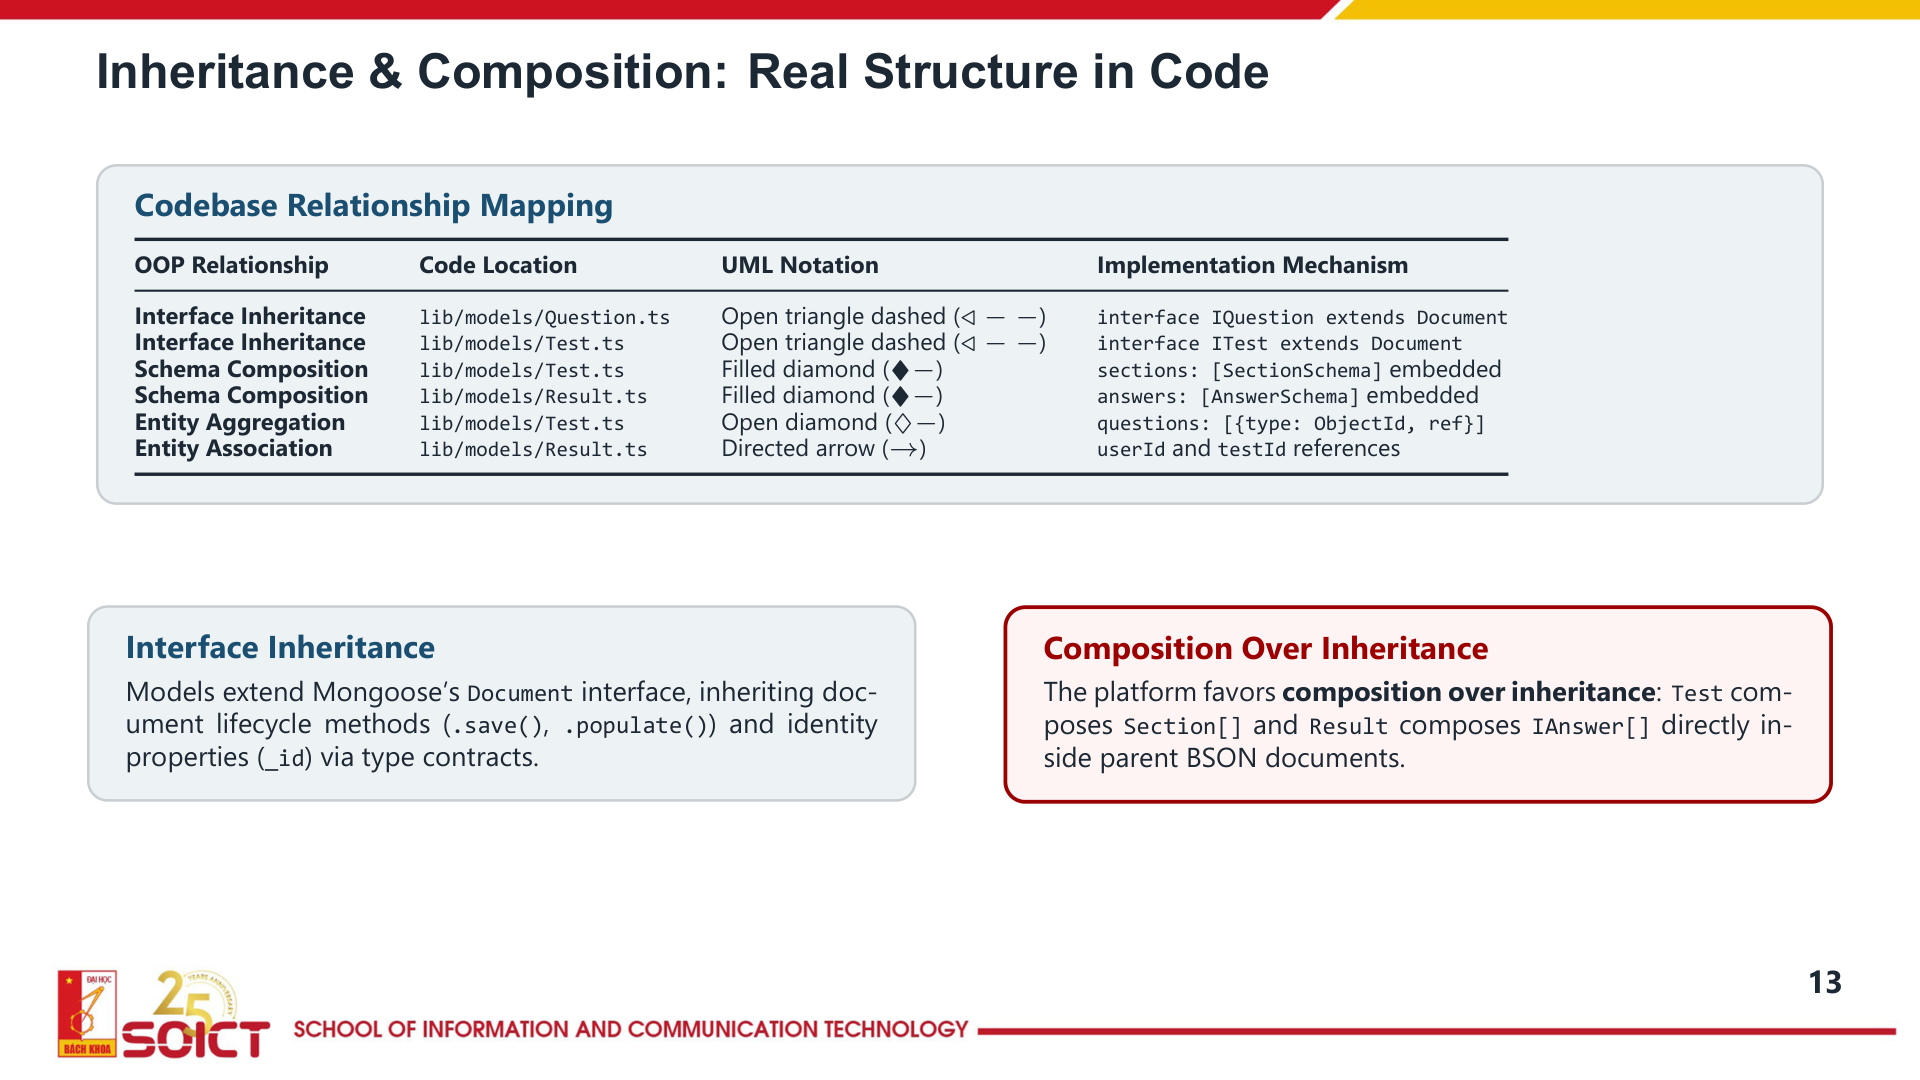 Inheritance & Composition: Real Structure in Code
Codebase Relationship Mapping
OOP Relationship Code Location UML Notation Implementation Mechanism
Interface Inheritance lib/models/Question.ts Open triangle dashed (◁ — —) interface IQuestion extends Document
Interface Inheritance lib/models/Test.ts Open triangle dashed (◁ — —) interface ITest extends Document
Schema Composition lib/models/Test.ts Filled diamond (♦—) sections: [SectionSchema] embedded
Schema Composition lib/models/Result.ts Filled diamond (♦—) answers: [AnswerSchema] embedded
Entity Aggregation lib/models/Test.ts Open diamond (◇—) questions: [{type: ObjectId, ref}]
Entity Association lib/models/Result.ts Directed arrow (⟶) userId and testId references
Interface Inheritance
Models extend Mongoose’s Document interface, inheriting doc-
ument lifecycle methods (.save(), .populate()) and identity
properties (_id) via type contracts.
Composition Over Inheritance
The platform favors composition over inheritance: Test com-
poses Section[] and Result composes IAnswer[] directly in-
side parent BSON documents.
13
ĐẠI HỌC
BÁCH KHOA
25
YEARS ANNIVERSARY
SOICT
SCHOOL OF INFORMATION AND COMMUNICATION TECHNOLOGY